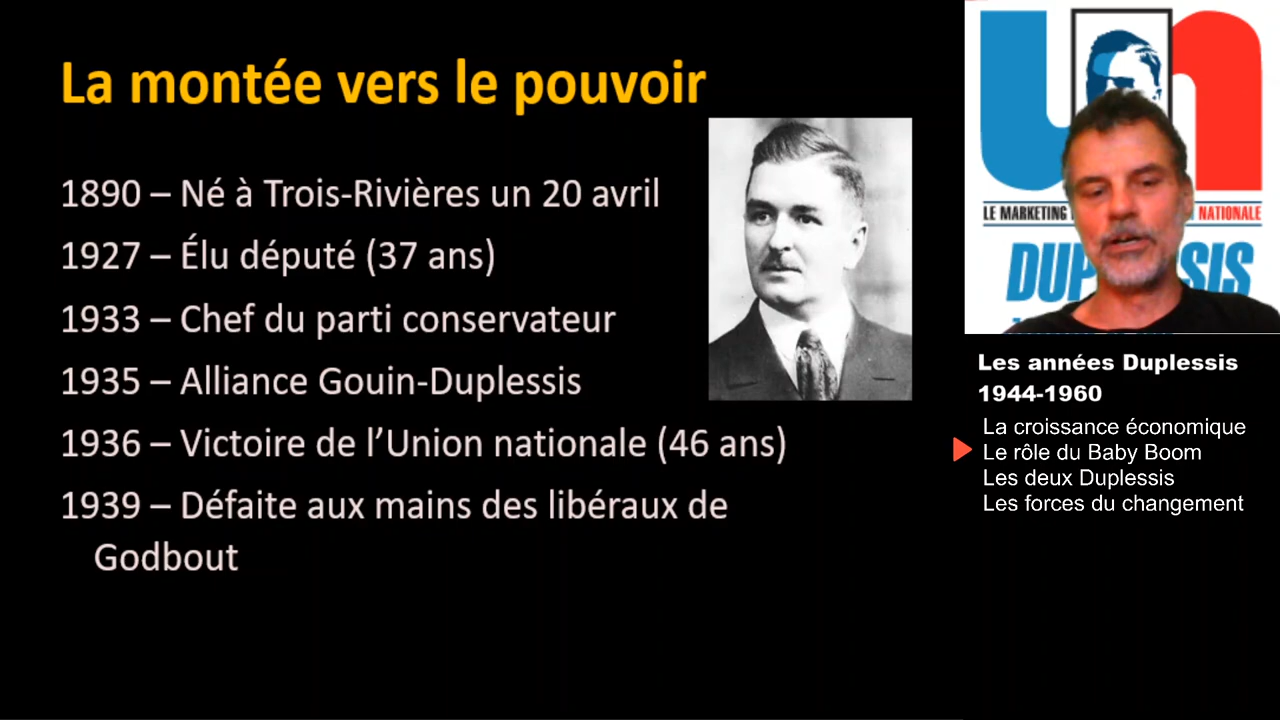 La montée vers le pouvoir
1890 – Né à Trois-Rivières un 20 avril
1927 – Élu député (37 ans)
1933 – Chef du parti conservateur
1935 – Alliance Gouin-Duplessis
1936 – Victoire de l'Union nationale (46 ans)
1939 – Défaite aux mains des libéraux de
Godbout
un
LE MARKETING NATIONALE
Les années Duplessis
1944-1960
La croissance économique
Le rôle du Baby Boom
Les deux Duplessis
Les forces du changement